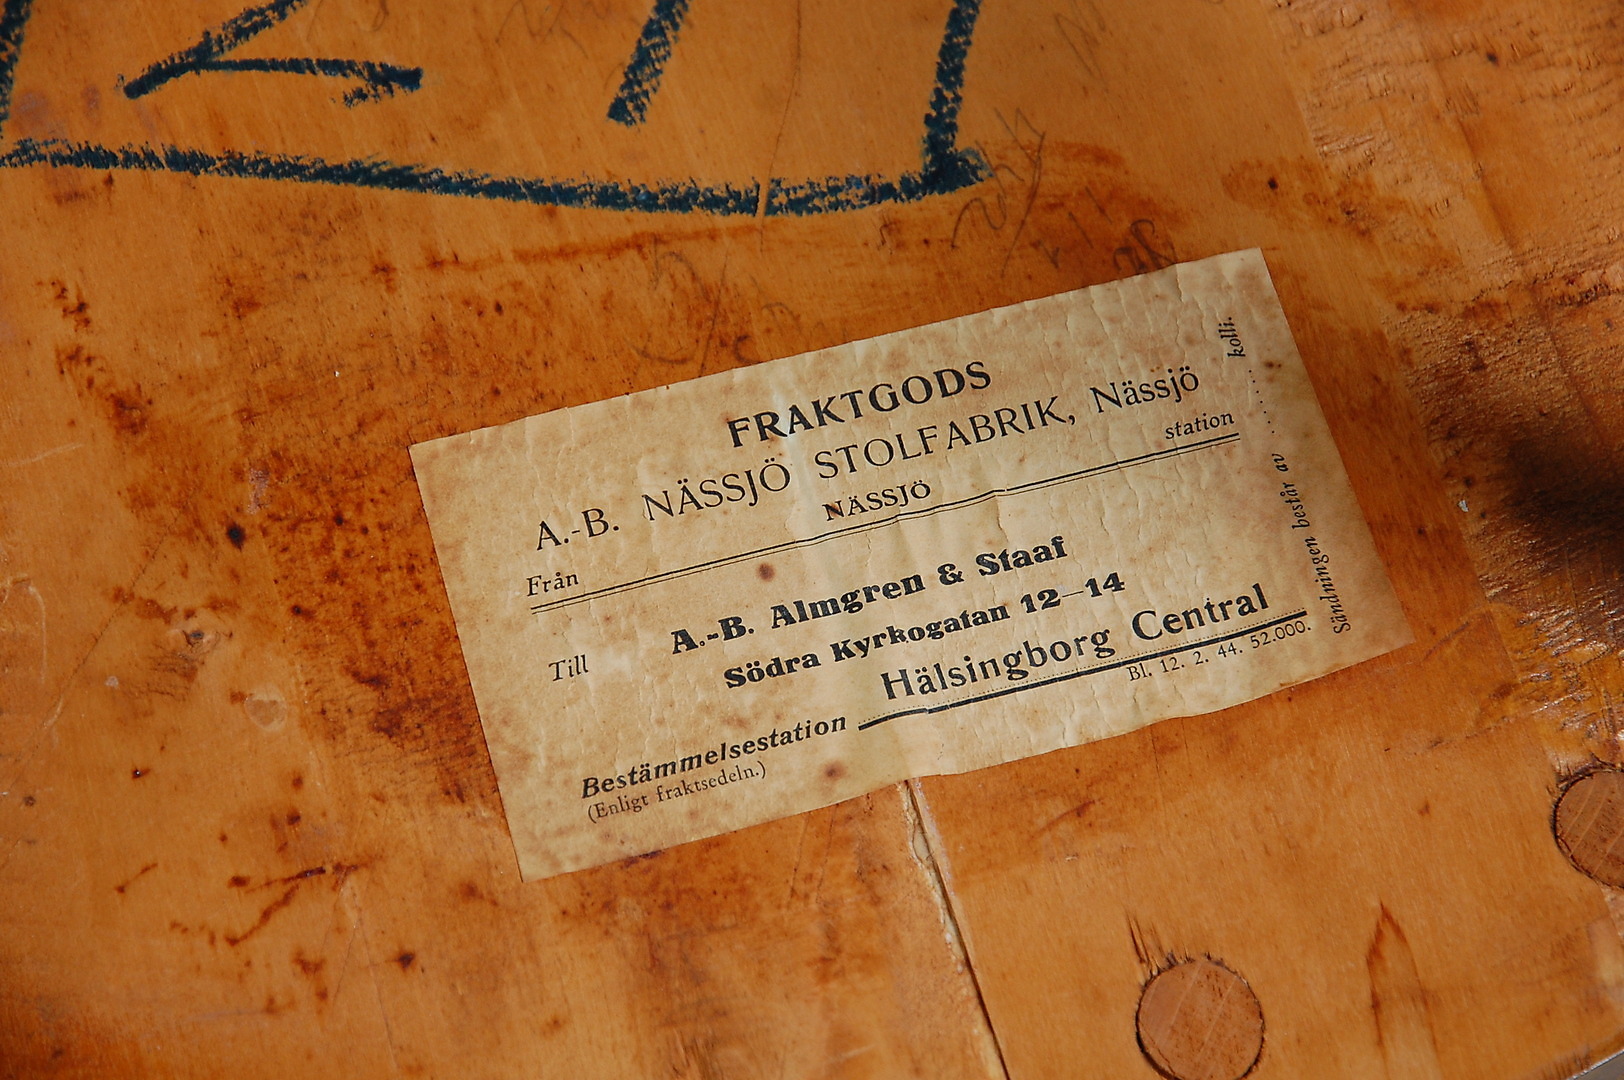 FRAKTGODS
A.-B. NÄSSJÖ STOLFABRIK, Nässjö
Från NÄSSJÖ station
Till A.-B. Almgren & Staaf
Södra Kyrkogatan 12—14
Bestämmelsestation Hälsingborg Central
(Enligt fraktsedeln.)
Bl. 12. 2. 44. 52.000.
Sändningen består av ....... kolli.